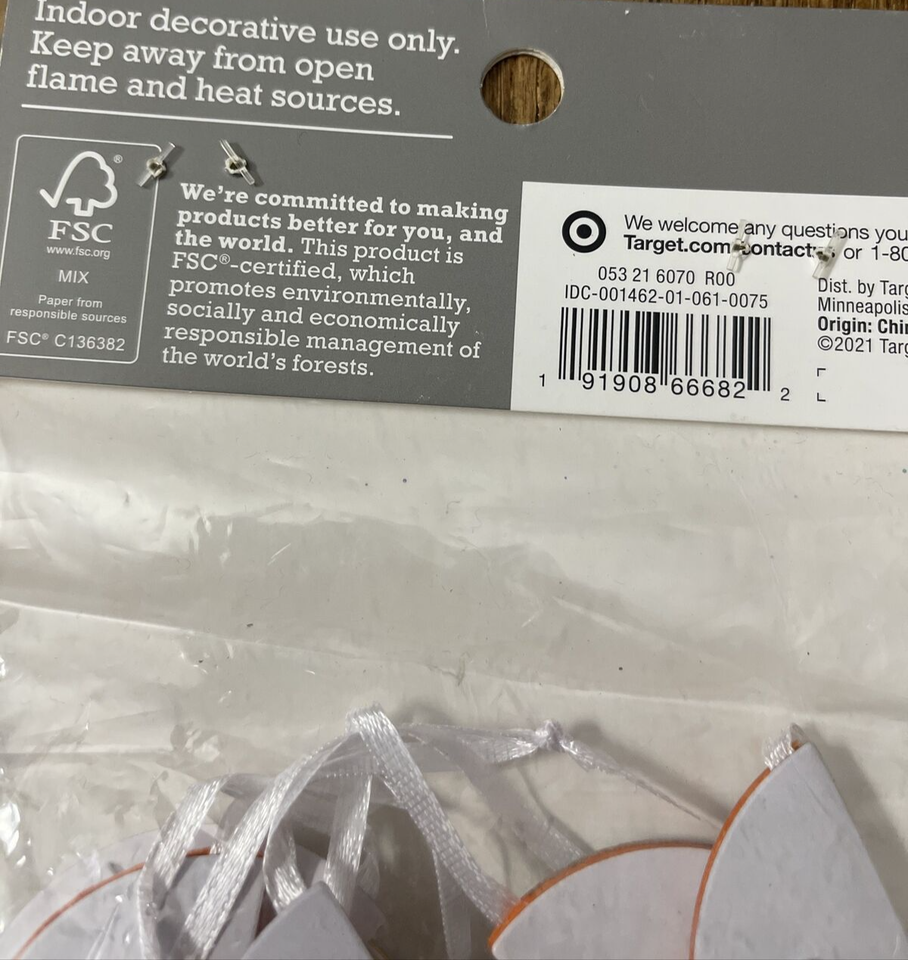 Indoor decorative use only.
Keep away from open
flame and heat sources.
®
FSC
www.fsc.org
MIX
Paper from
responsible sources
FSC® C136382
We're committed to making
products better for you, and
the world. This product is
FSC®-certified, which
promotes environmentally,
socially and economically
responsible management of
the world's forests.
We welcome any questions you
Target.com contact or 1-80
053 21 6070 R00
IDC-001462-01-061-0075
1 91908 66682 2
Dist. by Targ
Minneapolis
Origin: Chin
©2021 Targ